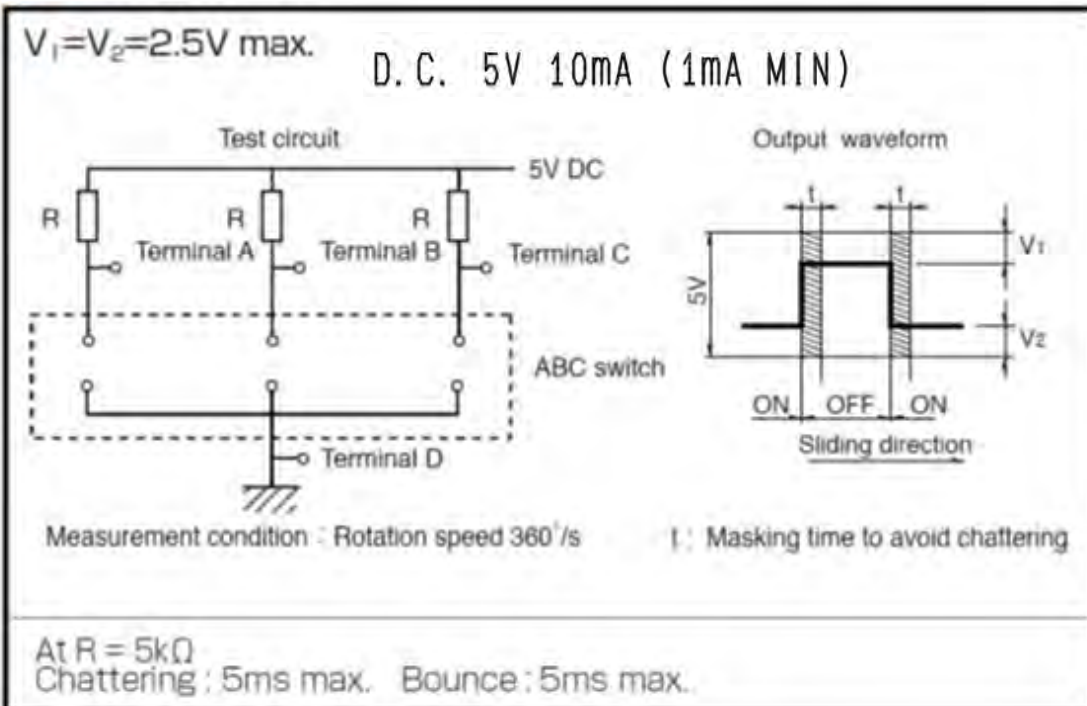 V₁=V₂=2.5V max.
D.C. 5V 10mA (1mA MIN)
Test circuit
Output waveform
5V DC
R
R
R
t
t
Terminal A
Terminal B
Terminal C
V1
5V
V2
ABC switch
ON
OFF
ON
Sliding direction
Terminal D
Measurement condition : Rotation speed 360°/s
t : Masking time to avoid chattering
At R = 5kΩ
Chattering : 5ms max. Bounce : 5ms max.